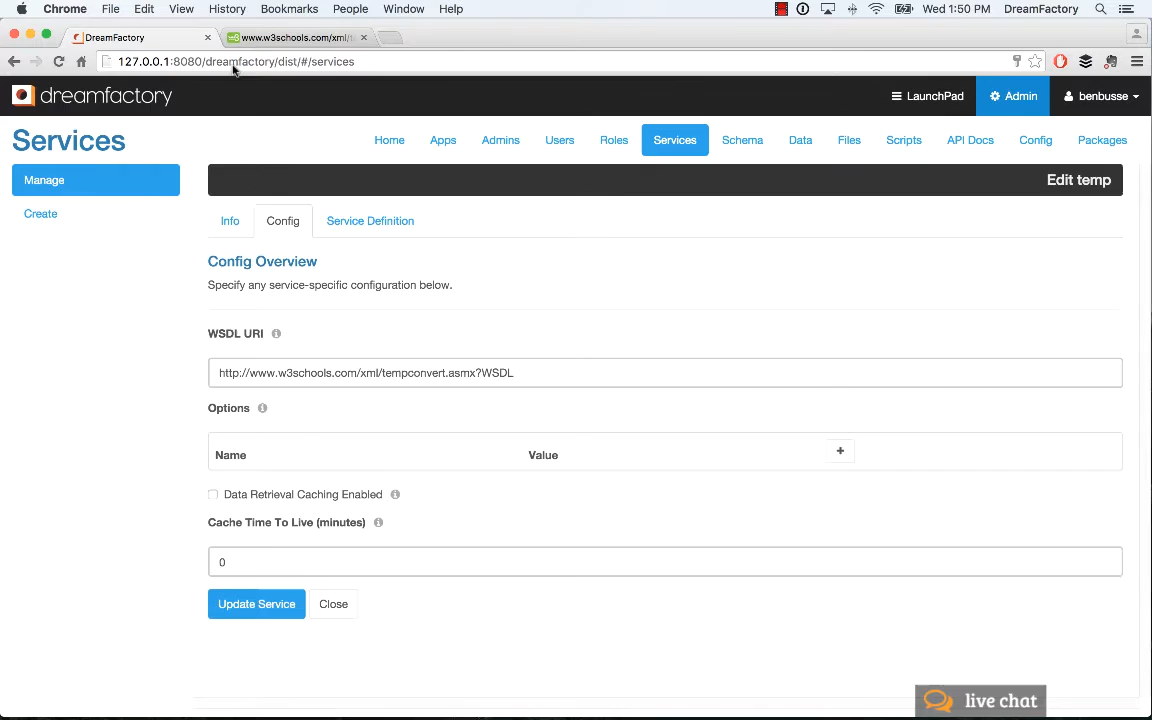 Chrome File Edit View History Bookmarks People Window Help Wed 1:50 PM DreamFactory
DreamFactory www.w3schools.com/xml/t
127.0.0.1:8080/dreamfactory/dist/#/services
dreamfactory LaunchPad Admin benbusse
Services Home Apps Admins Users Roles Services Schema Data Files Scripts API Docs Config Packages
Manage Edit temp
Create Info Config Service Definition
Config Overview
Specify any service-specific configuration below.
WSDL URI
http://www.w3schools.com/xml/tempconvert.asmx?WSDL
Options
Name Value +
Data Retrieval Caching Enabled
Cache Time To Live (minutes)
0
Update Service Close
live chat